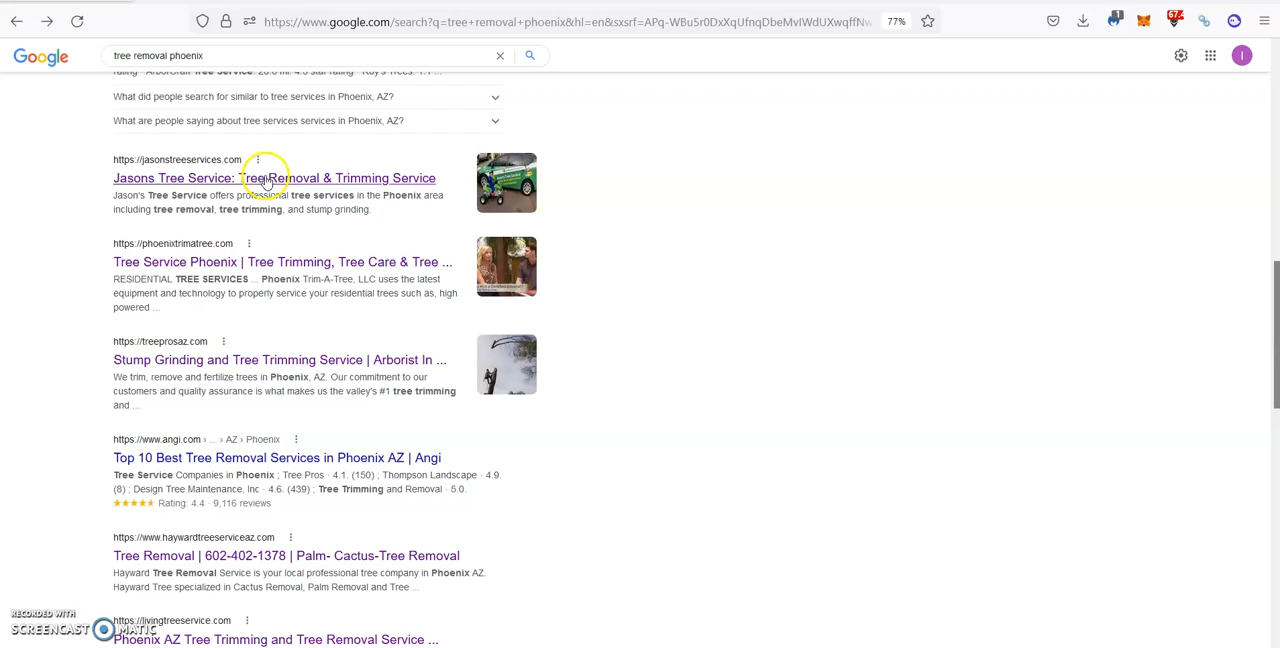 https://www.google.com/search?q=tree+removal+phoenix&hl=en&sxsrf=APq-WBu5r0DxXqUfnqDbeMvIWdUXwqffNw
77%
1
67.
Google
tree removal phoenix
I
rating · ArborCraft Tree Service. 20.0 mi. 4.5 star rating · Roy's Trees. 1.1 ...
What did people search for similar to tree services in Phoenix, AZ?
What are people saying about tree services services in Phoenix, AZ?
https://jasonstreeservices.com
Jasons Tree Service: Tree Removal & Trimming Service
Jason's Tree Service offers professional tree services in the Phoenix area
including tree removal, tree trimming, and stump grinding.
https://phoenixtrimatree.com
Tree Service Phoenix | Tree Trimming, Tree Care & Tree ...
RESIDENTIAL TREE SERVICES ... Phoenix Trim-A-Tree, LLC uses the latest
equipment and technology to properly service your residential trees such as, high
powered ...
https://treeprosaz.com
Stump Grinding and Tree Trimming Service | Arborist In ...
We trim, remove and fertilize trees in Phoenix, AZ. Our commitment to our
customers and quality assurance is what makes us the valley's #1 tree trimming
and ...
https://www.angi.com › ... › AZ › Phoenix
Top 10 Best Tree Removal Services in Phoenix AZ | Angi
Tree Service Companies in Phoenix ; Tree Pros · 4.1. (150) ; Thompson Landscape · 4.9.
(8) ; Design Tree Maintenance, Inc · 4.6. (439) ; Tree Trimming and Removal · 5.0.
Rating: 4.4 · 9,116 reviews
https://www.haywardtreeserviceaz.com
Tree Removal | 602-402-1378 | Palm- Cactus-Tree Removal
Hayward Tree Removal Service is your local professional tree company in Phoenix AZ.
Hayward Tree specialized in Cactus Removal, Palm Removal and Tree ...
https://livingtreeservice.com
Phoenix AZ Tree Trimming and Tree Removal Service ...
RECORDED WITH
SCREENCAST MATIC